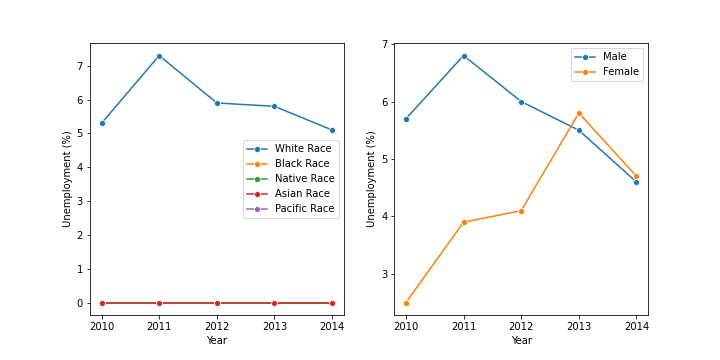 7
6
5
4
3
2
1
0
Unemployment (%)
2010 2011 2012 2013 2014
Year
White Race
Black Race
Native Race
Asian Race
Pacific Race
7
6
5
4
3
Unemployment (%)
2010 2011 2012 2013 2014
Year
Male
Female